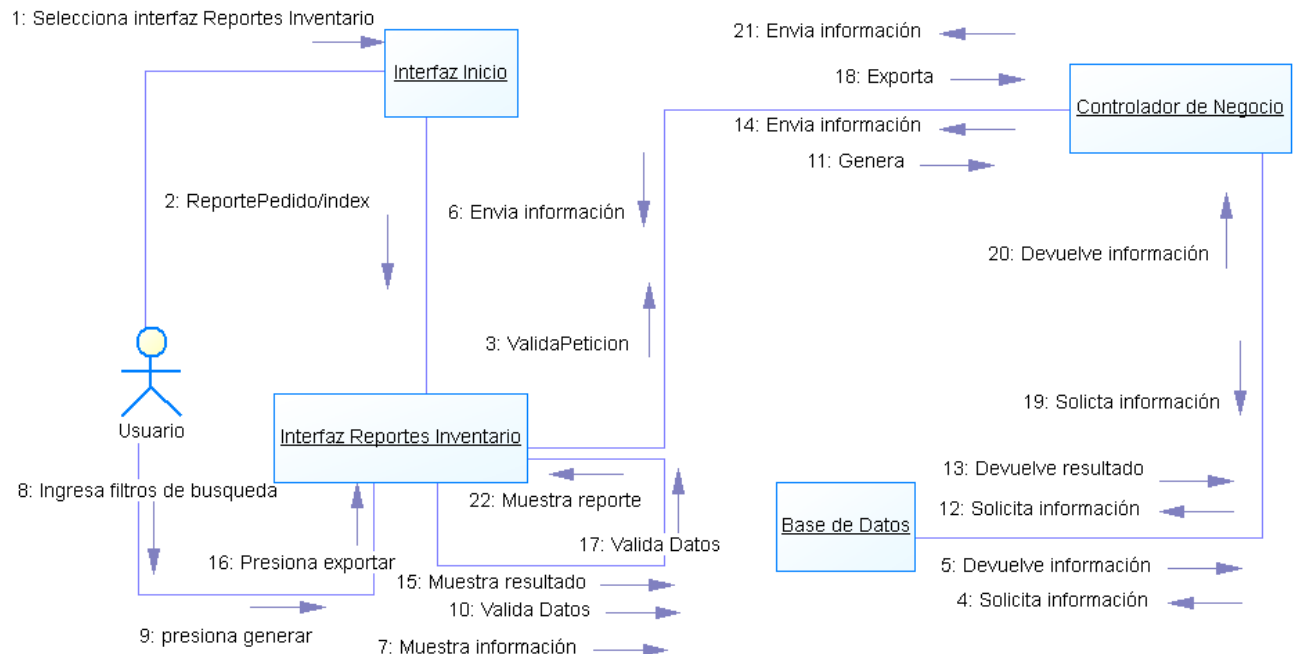 1: Selecciona interfaz Reportes Inventario
21: Envia información
Interfaz Inicio
18: Exporta
Controlador de Negocio
14: Envia información
11: Genera
2: ReportePedido/index
6: Envia información
20: Devuelve información
3: ValidaPeticion
19: Solicta información
Usuario
Interfaz Reportes Inventario
13: Devuelve resultado
8: Ingresa filtros de busqueda
22: Muestra reporte
12: Solicita información
Base de Datos
17: Valida Datos
16: Presiona exportar
5: Devuelve información
15: Muestra resultado
4: Solicita información
10: Valida Datos
9: presiona generar
7: Muestra información